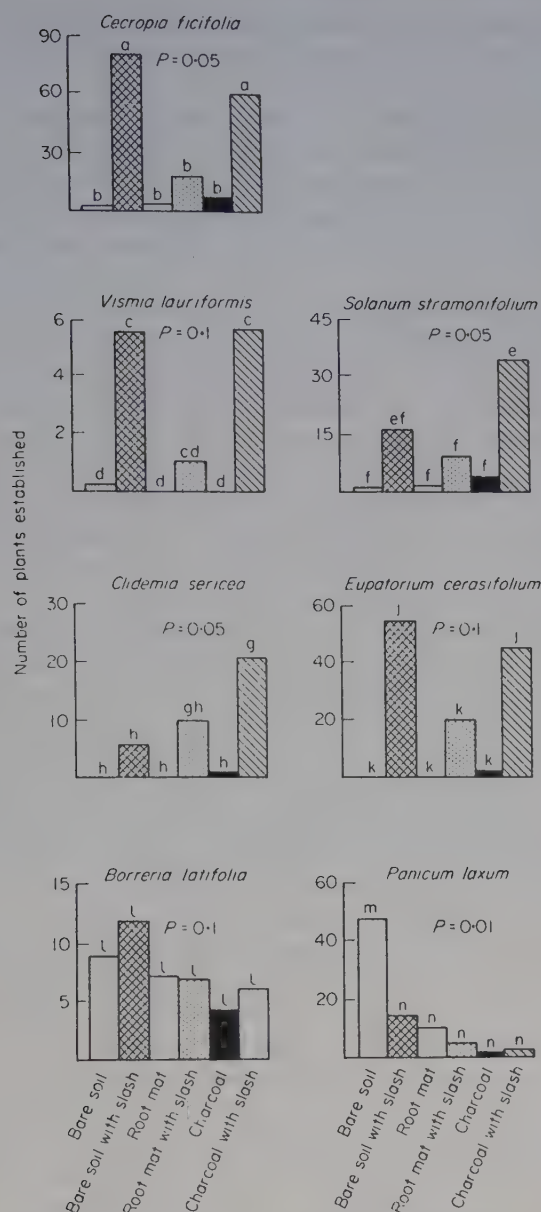 Cecropia ficifolia
90
60
30
P = 0·05
b a b b b a
Number of plants established
Vismia lauriformis
6
4
2
P = 0·1
d c d cd d c
Solanum stramonifolium
45
30
15
P = 0·05
f ef f f f e
Clidemia sericea
30
20
10
P = 0·05
h h h gh h g
Eupatorium cerasifolium
60
40
20
P = 0·1
k j k k k j
Borreria latifolia
15
10
5
P = 0·1
l l l l l l
Panicum laxum
60
40
20
P = 0·01
m n n n n n
Bare soil
Bare soil with slash
Root mat
Root mat with slash
Charcoal
Charcoal with slash
Bare soil
Bare soil with slash
Root mat
Root mat with slash
Charcoal
Charcoal with slash